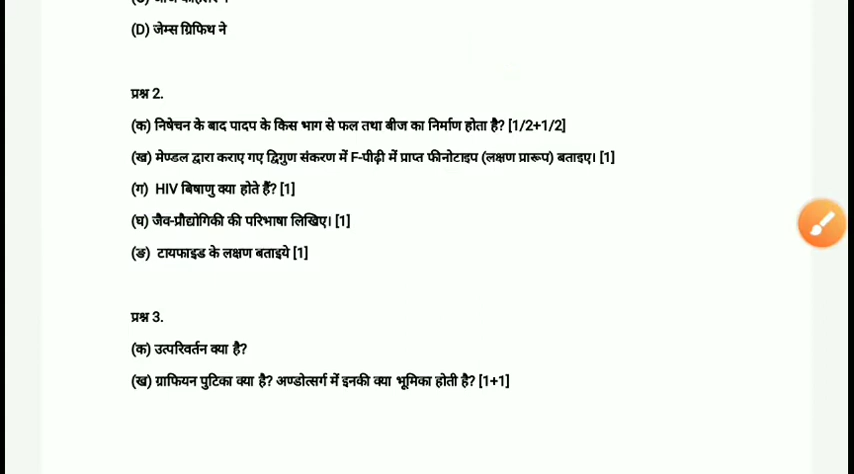 (D) जेम्स ग्रिफिथ ने
प्रश्न 2.
(क) निषेचन के बाद पादप के किस भाग से फल तथा बीज का निर्माण होता है? [1/2+1/2]
(ख) मेण्डल द्वारा कराए गए द्विगुण संकरण में F-पीढ़ी में प्राप्त फीनोटाइप (लक्षण प्रारूप) बताइए। [1]
(ग) HIV बिषाणु क्या होते हैं? [1]
(घ) जैव-प्रौद्योगिकी की परिभाषा लिखिए। [1]
(ङ) टायफाइड के लक्षण बताइये [1]
प्रश्न 3.
(क) उत्परिवर्तन क्या है?
(ख) ग्राफियन पुटिका क्या है? अण्डोत्सर्ग में इनकी क्या भूमिका होती है? [1+1]